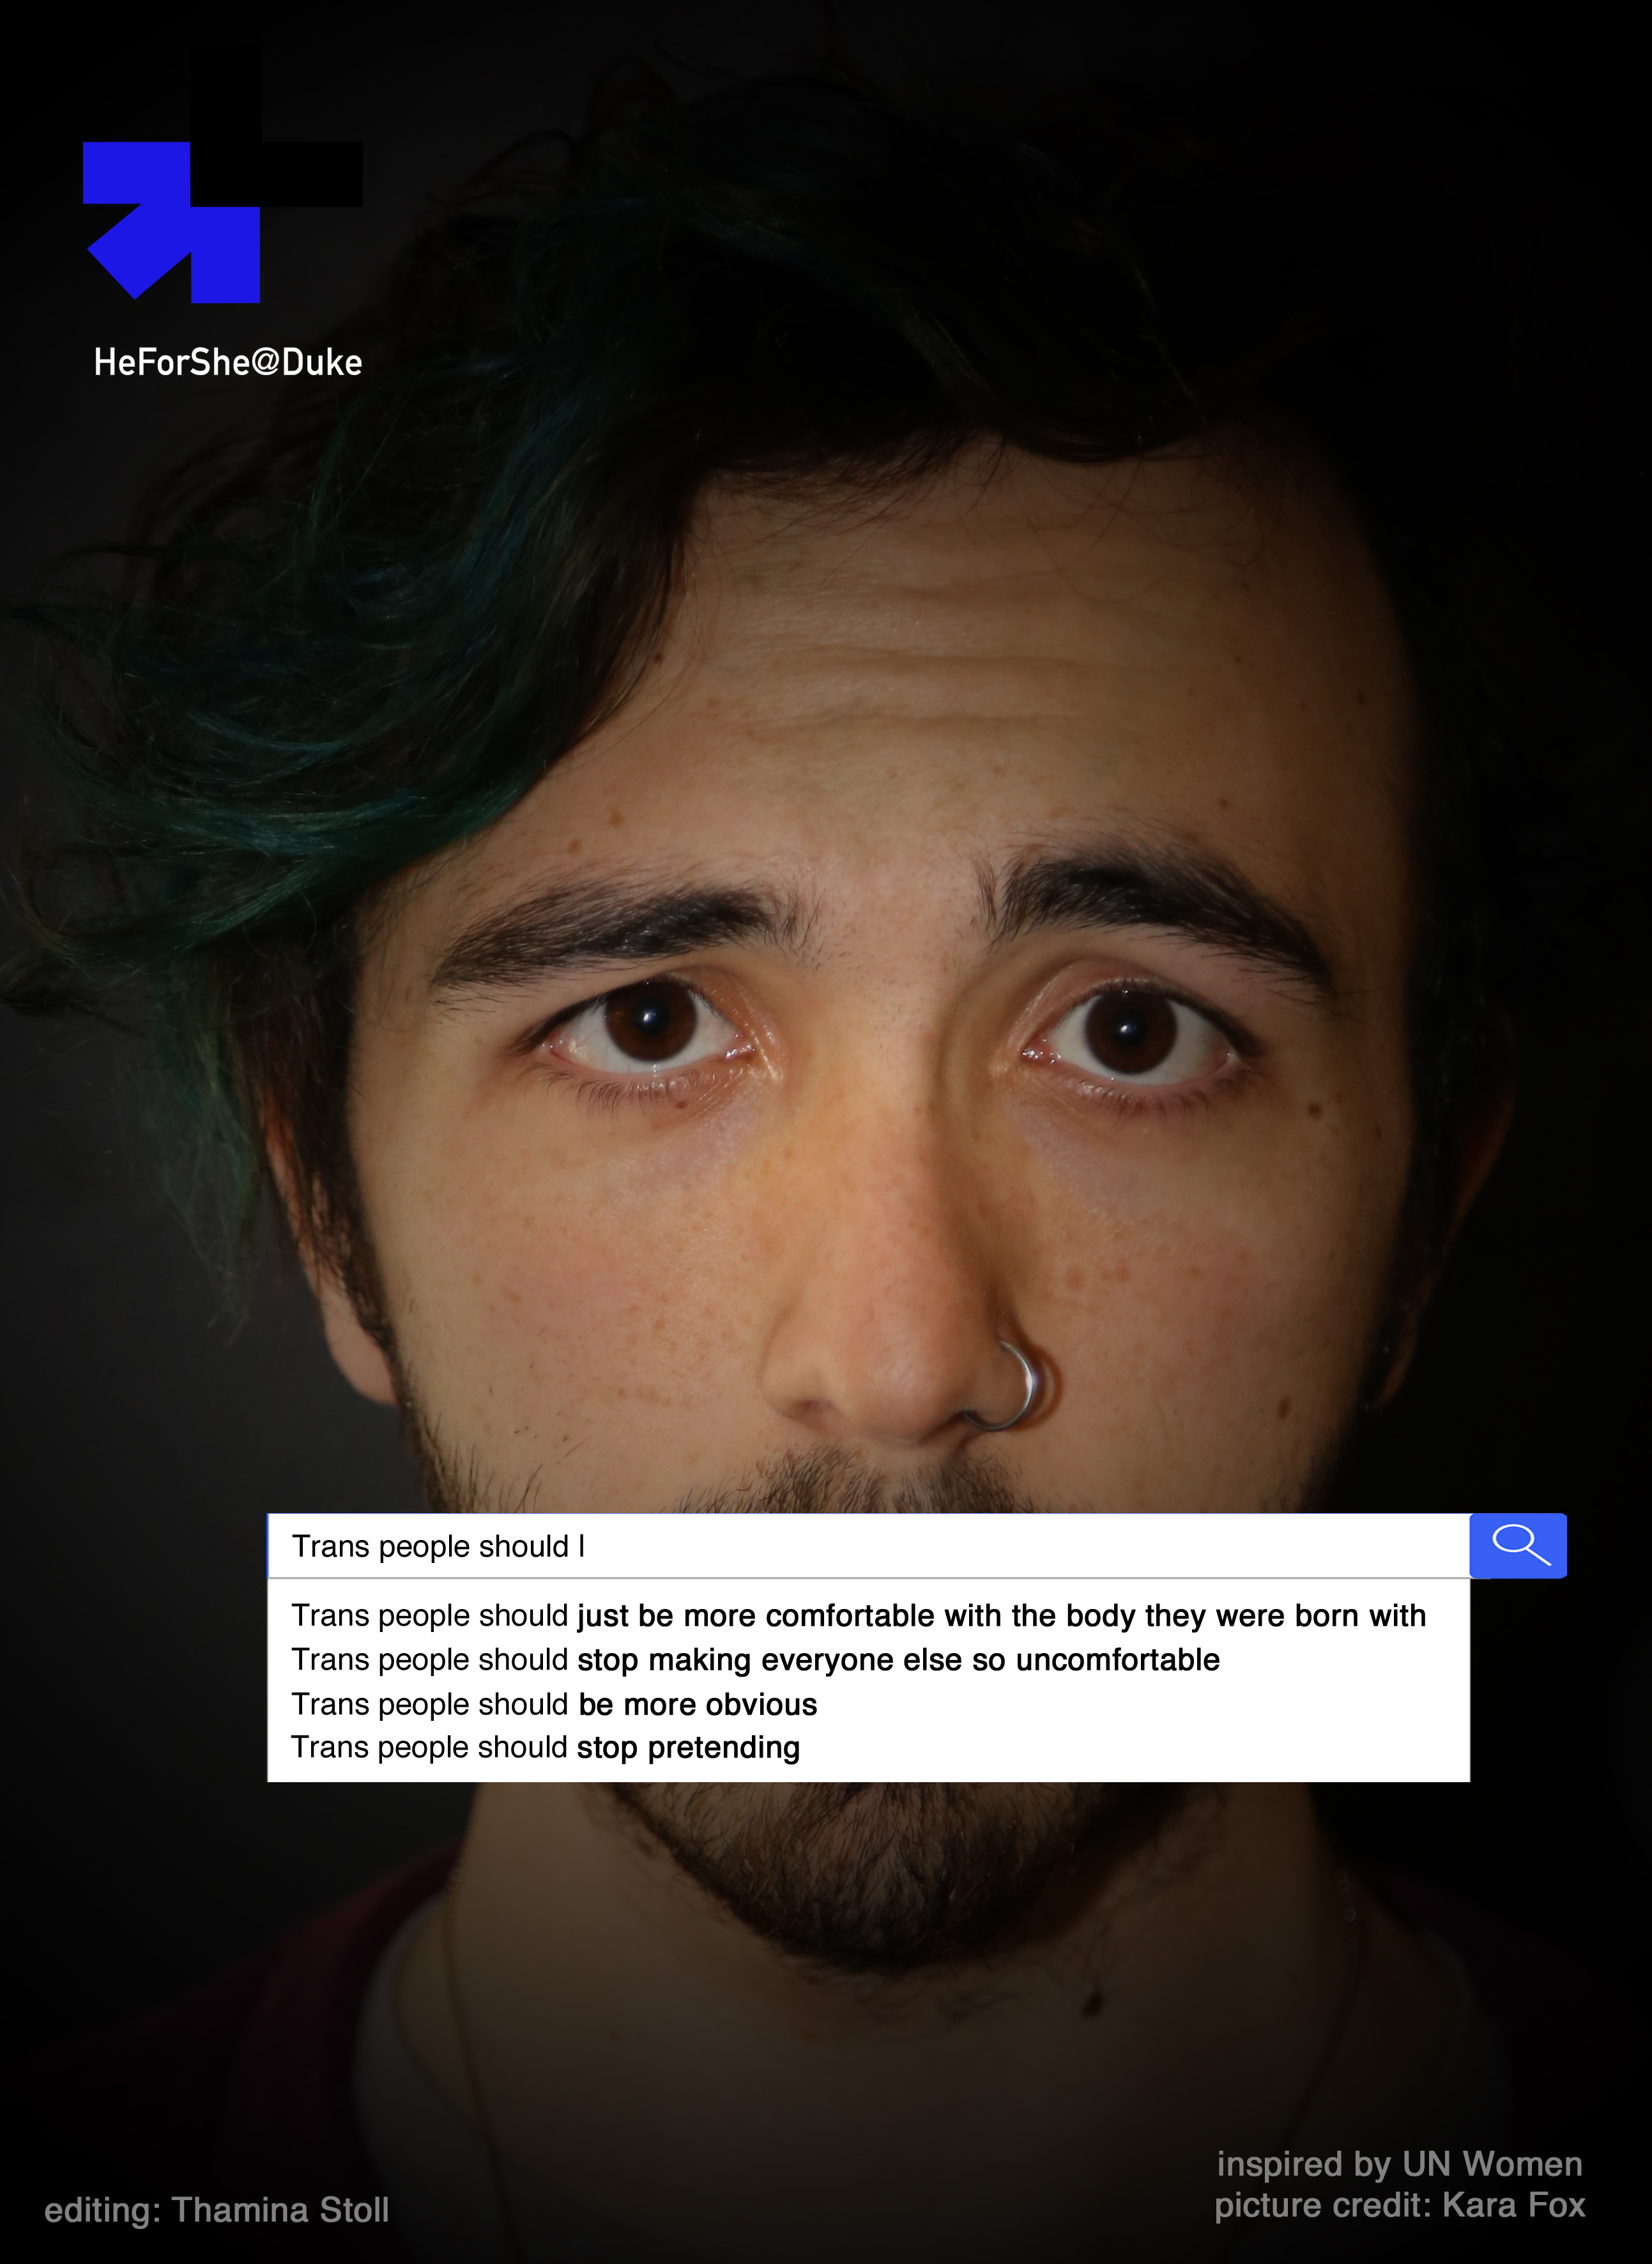 HeForShe@Duke
Trans people should |
Trans people should just be more comfortable with the body they were born with
Trans people should stop making everyone else so uncomfortable
Trans people should be more obvious
Trans people should stop pretending
inspired by UN Women
editing: Thamina Stoll
picture credit: Kara Fox